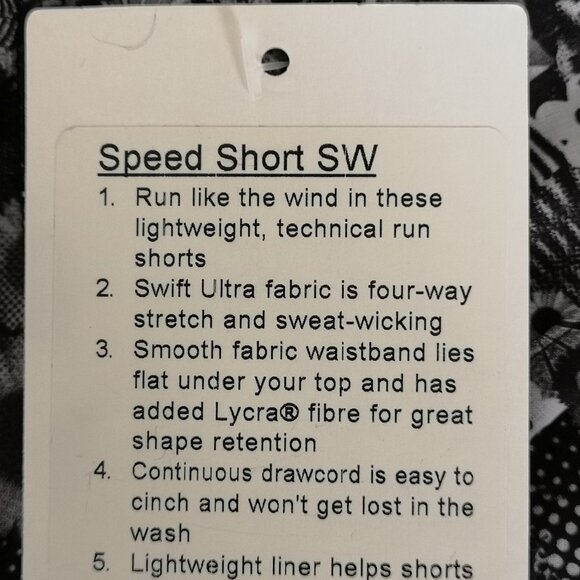 Speed Short SW
1. Run like the wind in these
lightweight, technical run
shorts
2. Swift Ultra fabric is four-way
stretch and sweat-wicking
3. Smooth fabric waistband lies
flat under your top and has
added Lycra® fibre for great
shape retention
4. Continuous drawcord is easy to
cinch and won't get lost in the
wash
5. Lightweight liner helps shorts